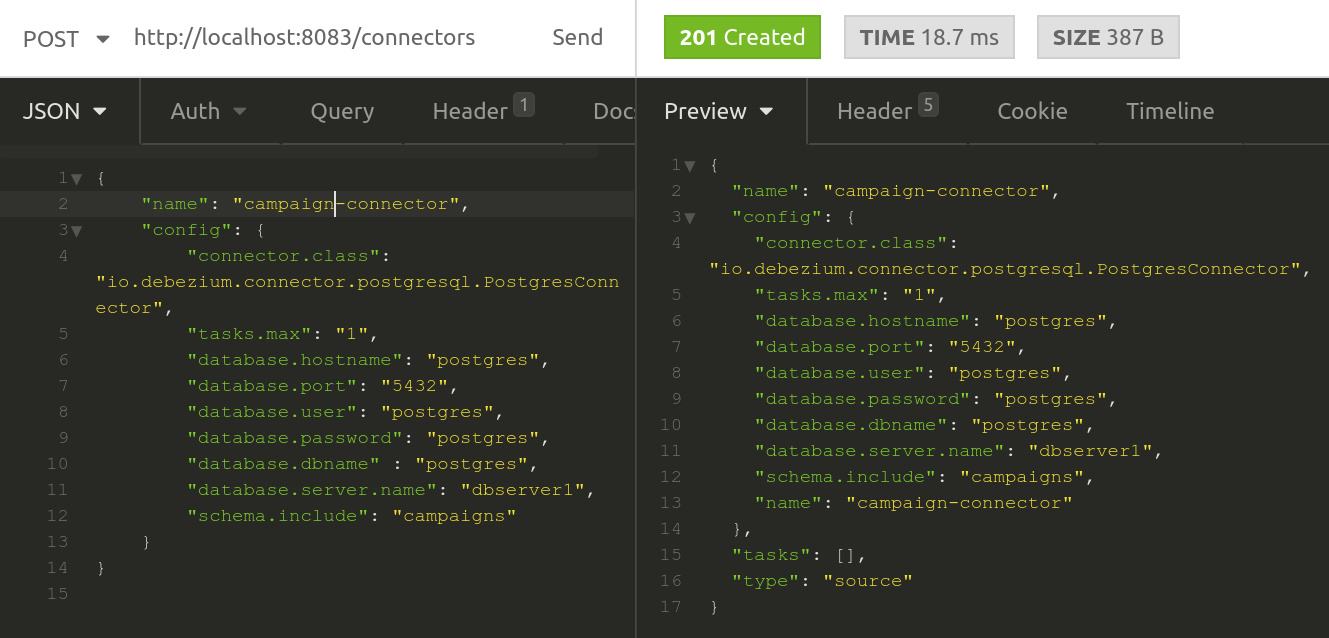 POST http://localhost:8083/connectors Send
201 Created TIME 18.7 ms SIZE 387 B
JSON Auth Query Header 1 Doc
1 {
2 "name": "campaign-connector",
3 "config": {
4 "connector.class":
"io.debezium.connector.postgresql.PostgresConn
ector",
5 "tasks.max": "1",
6 "database.hostname": "postgres",
7 "database.port": "5432",
8 "database.user": "postgres",
9 "database.password": "postgres",
10 "database.dbname" : "postgres",
11 "database.server.name": "dbserver1",
12 "schema.include": "campaigns"
13 }
14 }
15
Preview Header 5 Cookie Timeline
1 {
2 "name": "campaign-connector",
3 "config": {
4 "connector.class":
"io.debezium.connector.postgresql.PostgresConnector",
5 "tasks.max": "1",
6 "database.hostname": "postgres",
7 "database.port": "5432",
8 "database.user": "postgres",
9 "database.password": "postgres",
10 "database.dbname": "postgres",
11 "database.server.name": "dbserver1",
12 "schema.include": "campaigns",
13 "name": "campaign-connector"
14 },
15 "tasks": [],
16 "type": "source"
17 }